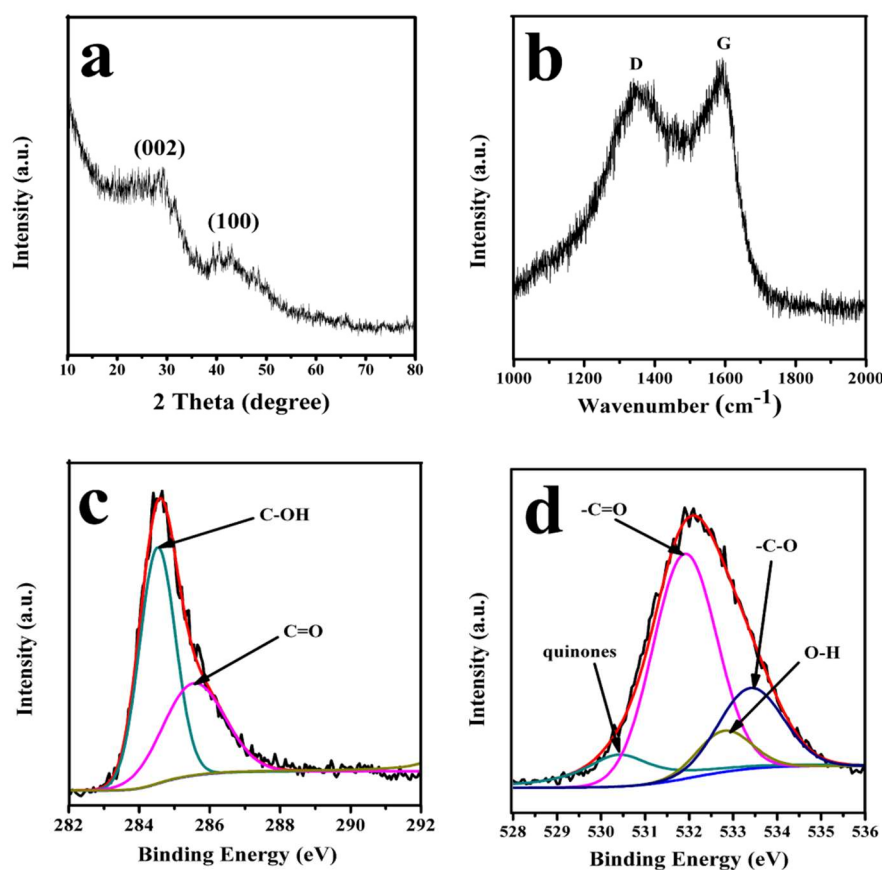 a
(002)
(100)
Intensity (a.u.)
10 20 30 40 50 60 70 80
2 Theta (degree)
b
D
G
Intensity (a.u.)
1000 1200 1400 1600 1800 2000
Wavenumber (cm⁻¹)
c
C-OH
C=O
Intensity (a.u.)
282 284 286 288 290 292
Binding Energy (eV)
d
-C=O
-C-O
quinones
O-H
Intensity (a.u.)
528 529 530 531 532 533 534 535 536
Binding Energy (eV)